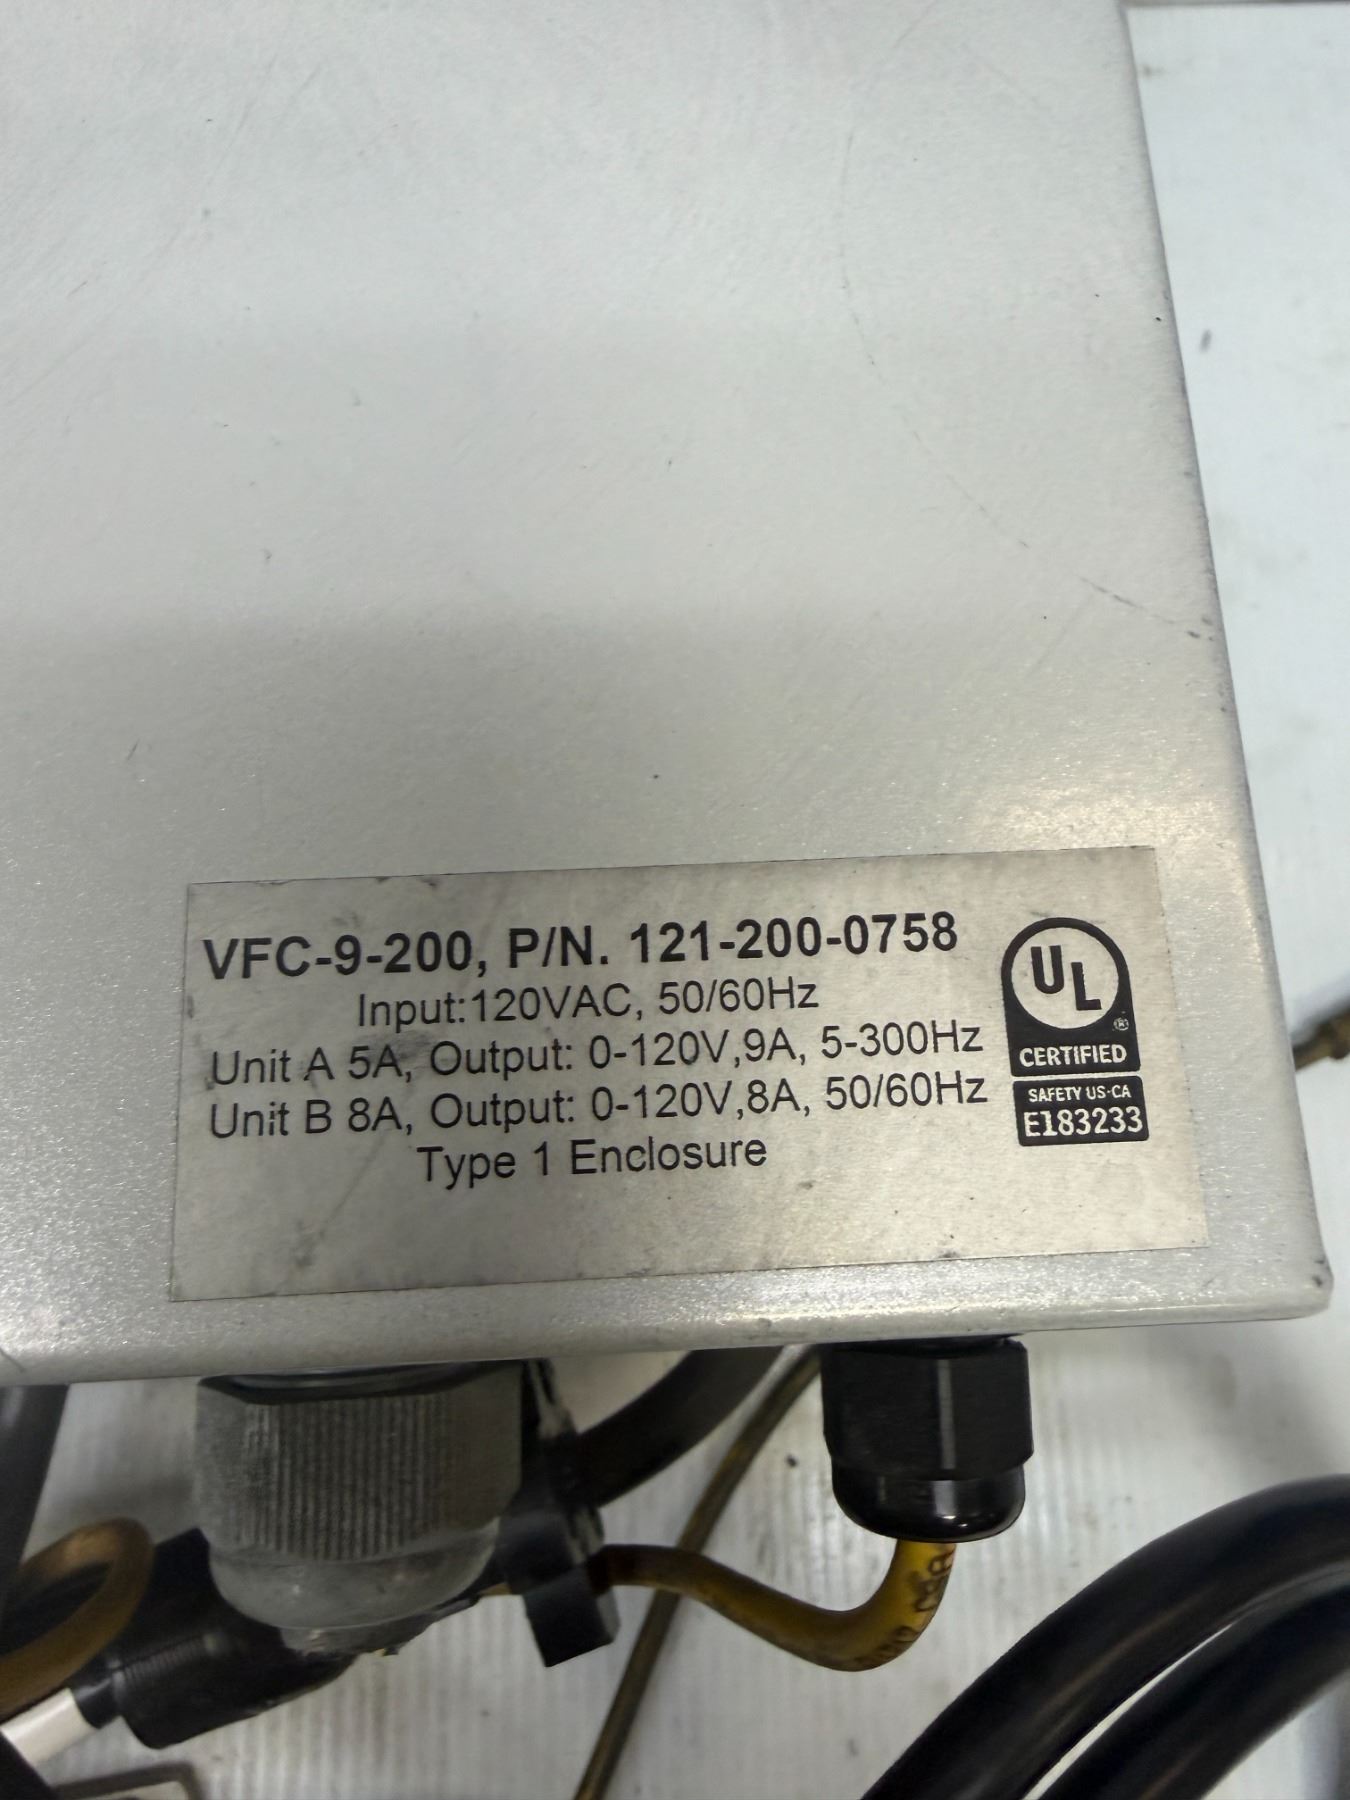 VFC-9-200, P/N. 121-200-0758
Input:120VAC, 50/60Hz
Unit A 5A, Output: 0-120V,9A, 5-300Hz
Unit B 8A, Output: 0-120V,8A, 50/60Hz
Type 1 Enclosure
UL
®
CERTIFIED
SAFETY US-CA
E183233